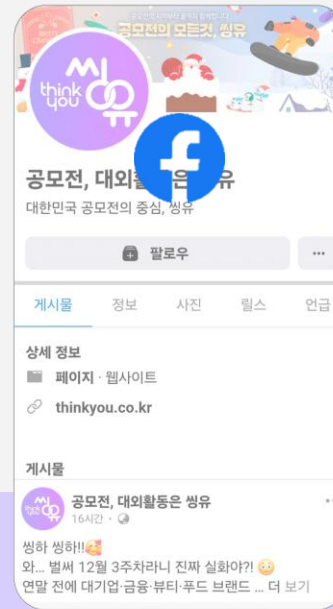 공모전의 모든것, 씽유
think
you
씽유
공모전, 대외활동은 씽유
대한민국 공모전의 중심, 씽유
팔로우
게시물 정보 사진 릴스 언급
상세 정보
페이지 · 웹사이트
thinkyou.co.kr
게시물
공모전, 대외활동은 씽유
16시간 ·
씽하 씽하!!🥰
와... 벌써 12월 3주차라니 진짜 실화야?! 😳
연말 전에 대기업·금융·뷰티·푸드 브랜드 ... 더 보기